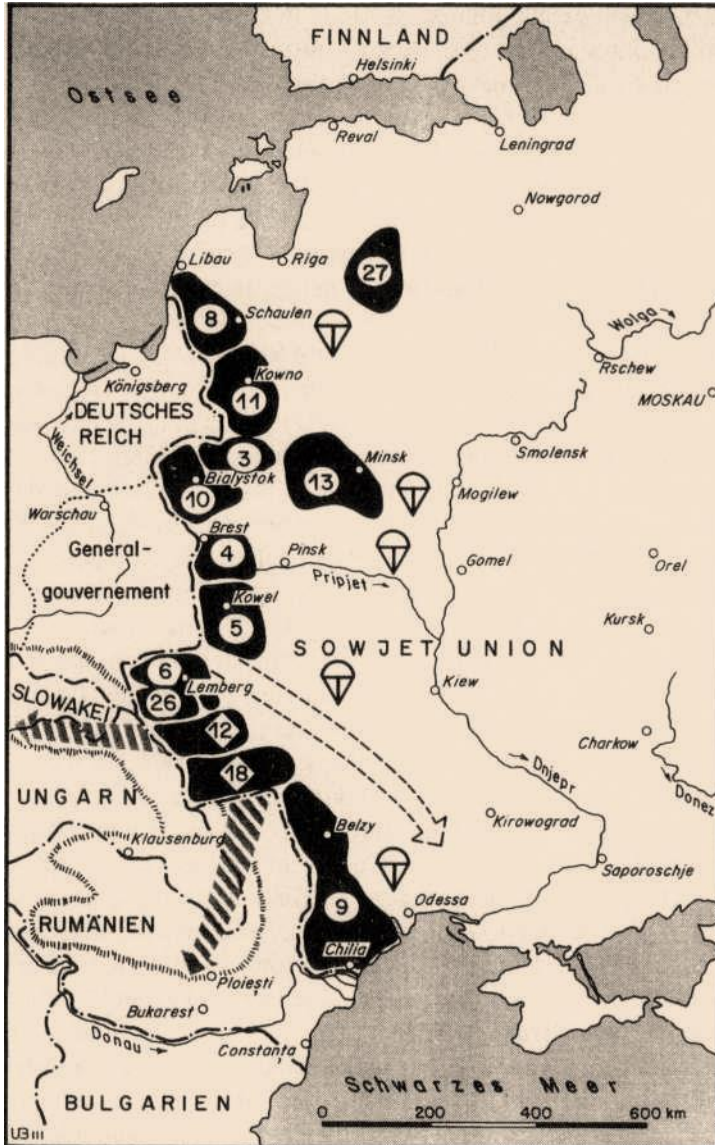 FINNLAND
Helsinki
Ostsee
Reval
Leningrad
Nowgorod
Libau
Riga
27
8
Schaulen
Wolga
Rschew
Königsberg
Kowno
11
MOSKAU
DEUTSCHES
REICH
Weichsel
3
Bialystok
10
13
Minsk
Smolensk
Mogilew
Warschau
Brest
4
Pinsk
General-
gouvernement
Pripjet
Gomel
Orel
Kowel
5
Kursk
SOWJET UNION
6
Lemberg
26
SLOWAKEI
Kiew
12
Charkow
18
Dnjepr
Donez
UNGARN
Klausenburg
Belzy
Kirowograd
Saporoschje
RUMÄNIEN
9
Odessa
Chilia
Ploieşti
Bukarest
Donau
Constanţa
Schwarzes Meer
BULGARIEN
0 200 400 600 km
UB III